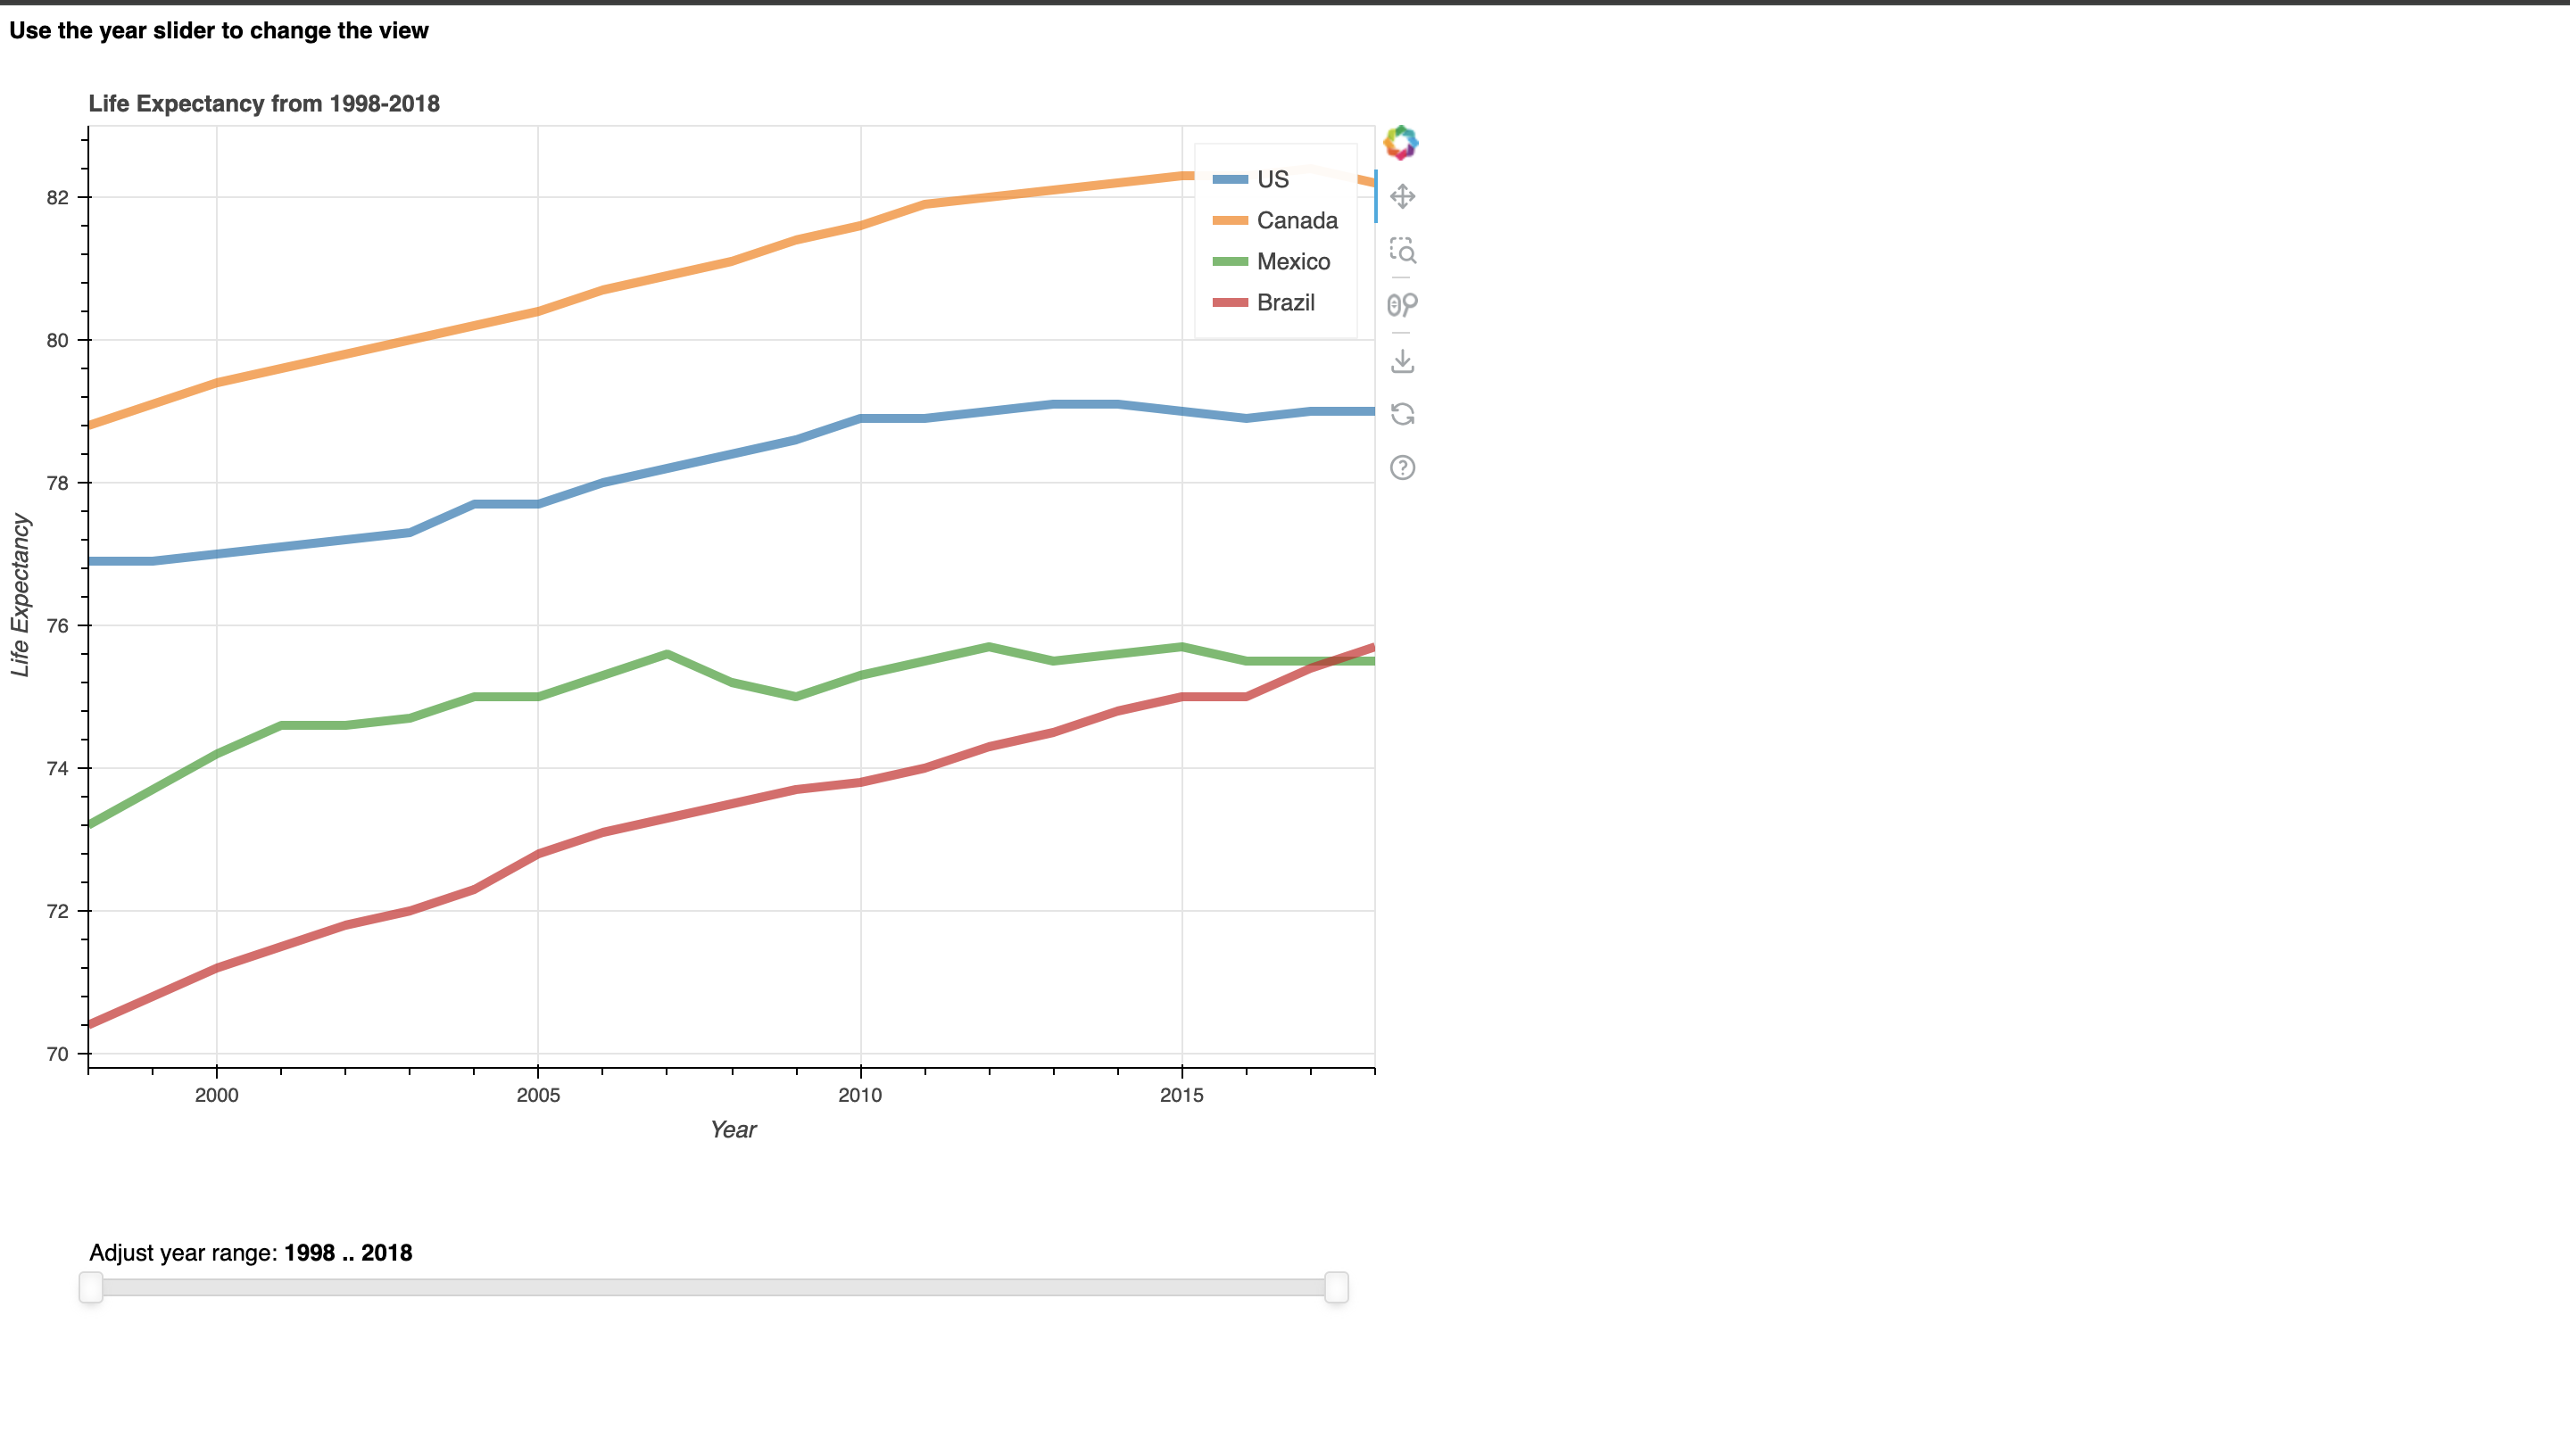 Use the year slider to change the view
Life Expectancy from 1998-2018
US
Canada
Mexico
Brazil
82
80
78
76
74
72
70
Life Expectancy
2000 2005 2010 2015
Year
Adjust year range: 1998 .. 2018